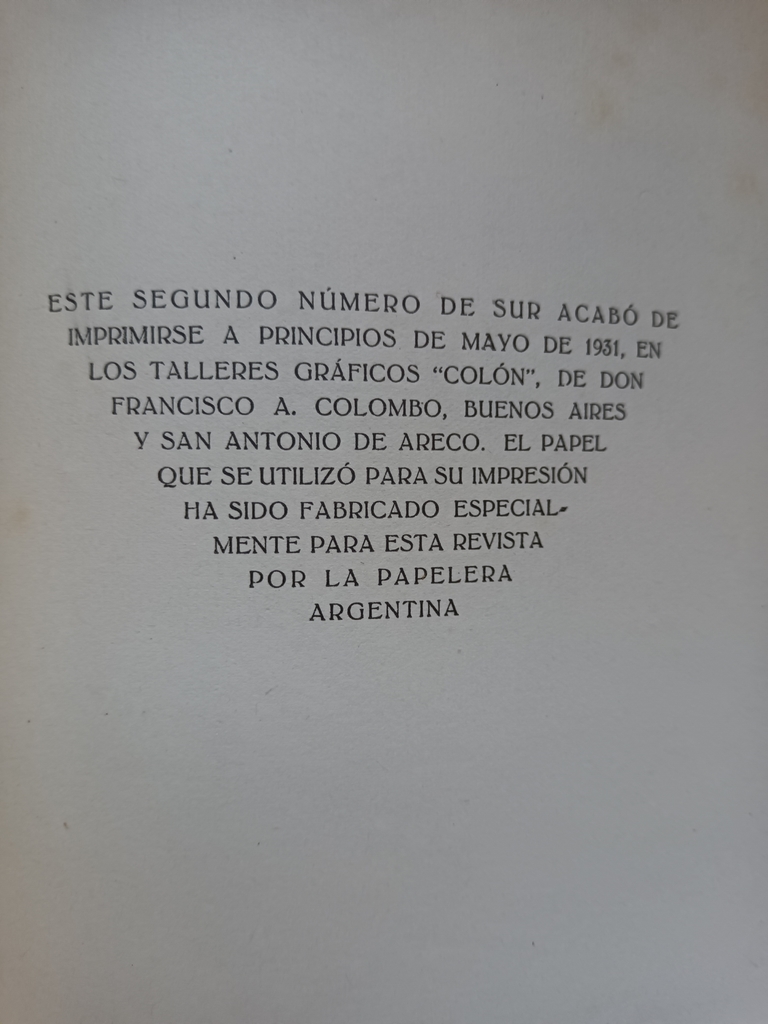 ESTE SEGUNDO NÚMERO DE SUR ACABÓ DE
IMPRIMIRSE A PRINCIPIOS DE MAYO DE 1931, EN
LOS TALLERES GRÁFICOS "COLÓN", DE DON
FRANCISCO A. COLOMBO, BUENOS AIRES
Y SAN ANTONIO DE ARECO. EL PAPEL
QUE SE UTILIZÓ PARA SU IMPRESIÓN
HA SIDO FABRICADO ESPECIAL-
MENTE PARA ESTA REVISTA
POR LA PAPELERA
ARGENTINA